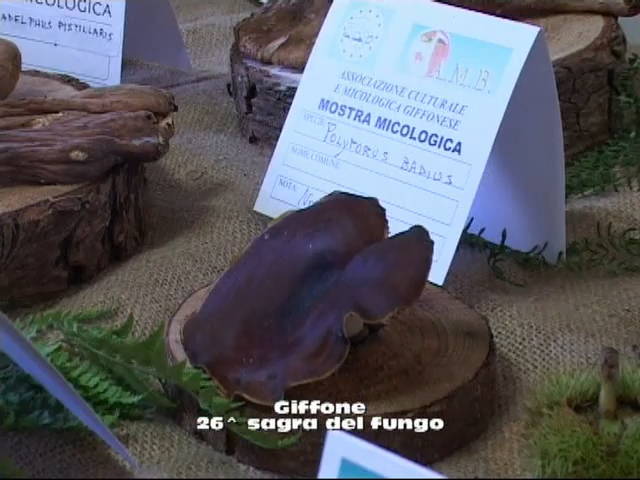 MICOLOGICA
ADELPHUS PISTILLARIS
A.M.B.
ASSOCIAZIONE CULTURALE
E MICOLOGICA GIFFONESE
MOSTRA MICOLOGICA
SPECIE POLYPORUS BADIUS
NOME COMUNE
NOTA
Giffone
26^ sagra del fungo